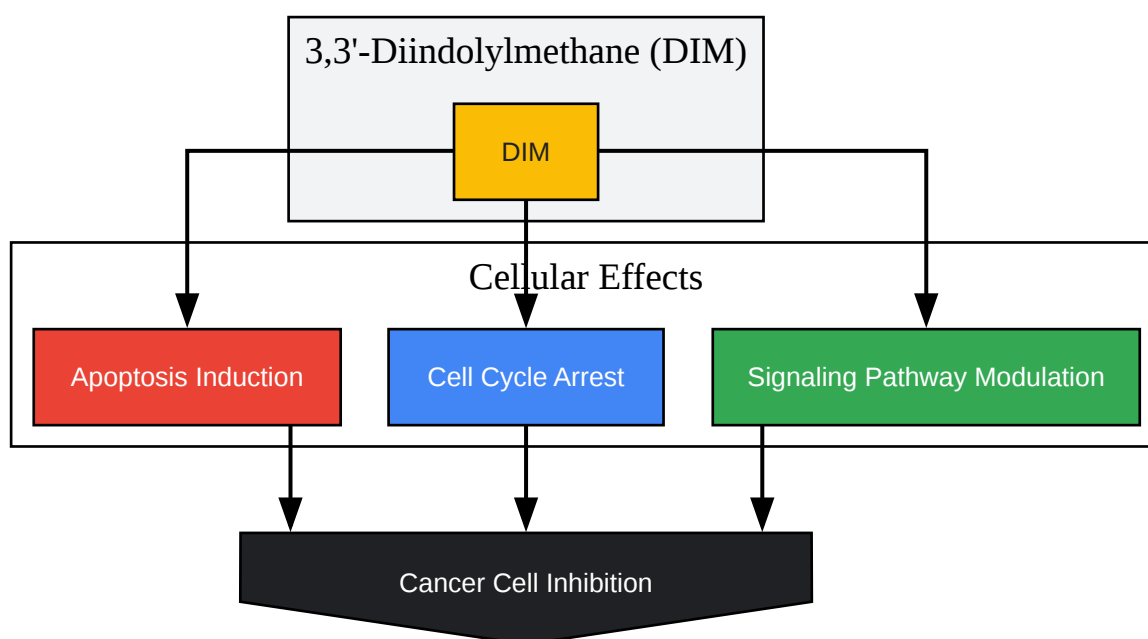 3,3'-Diindolylmethane (DIM)
DIM
Cellular Effects
Apoptosis Induction
Cell Cycle Arrest
Signaling Pathway Modulation
Cancer Cell Inhibition